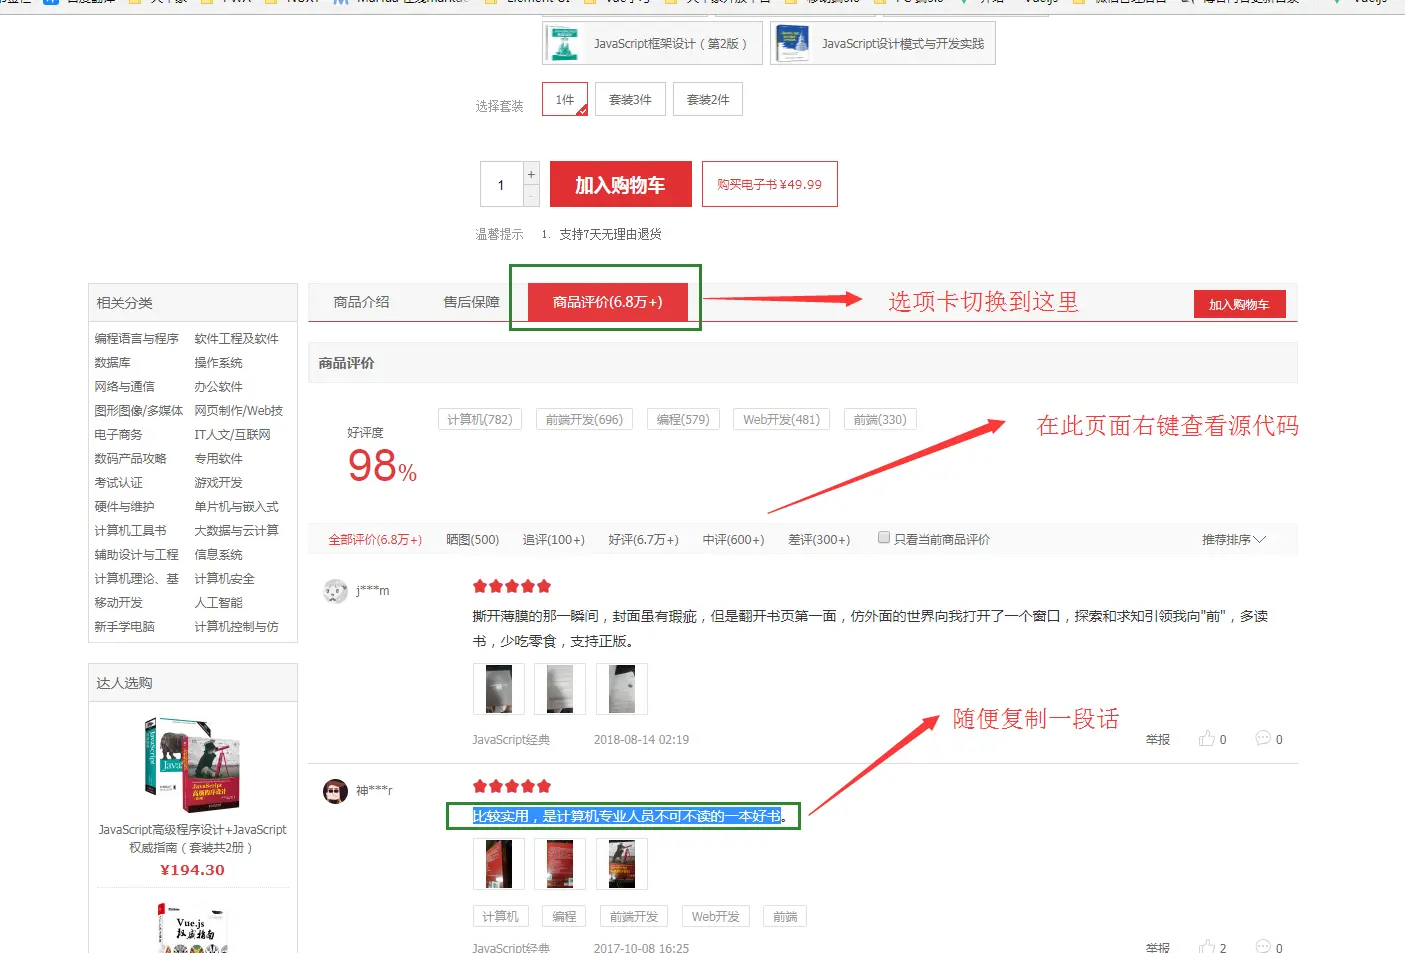 JavaScript框架设计（第2版）
JavaScript设计模式与开发实践
选择套装
1件
套装3件
套装2件
1
+
-
加入购物车
购买电子书 ¥49.99
温馨提示
1. 支持7天无理由退货
相关分类
编程语言与程序 软件工程及软件
数据库 操作系统
网络与通信 办公软件
图形图像/多媒体 网页制作/Web技
电子商务 IT人文/互联网
数码产品攻略 专用软件
考试认证 游戏开发
硬件与维护 单片机与嵌入式
计算机工具书 大数据与云计算
辅助设计与工程 信息系统
计算机理论、基 计算机安全
移动开发 人工智能
新手学电脑 计算机控制与仿
商品介绍
售后保障
商品评价(6.8万+)
选项卡切换到这里
加入购物车
商品评价
好评度
98%
计算机(782)
前端开发(696)
编程(579)
Web开发(481)
前端(330)
在此页面右键查看源代码
全部评价(6.8万+) 晒图(500) 追评(100+) 好评(6.7万+) 中评(600+) 差评(300+) 只看当前商品评价 推荐排序
j***m
撕开薄膜的那一瞬间，封面虽有瑕疵，但是翻开书页第一面，仿外面的世界向我打开了一个窗口，探索和求知引领我向"前"，多读
书，少吃零食，支持正版。
JavaScript经典 2018-08-14 02:19
举报 0 0
随便复制一段话
神***r
比较实用，是计算机专业人员不可不读的一本好书。
计算机
编程
前端开发
Web开发
前端
JavaScript经典 2017-10-08 16:25
举报 2 0
达人选购
JavaScript高级程序设计+JavaScript
权威指南（套装共2册）
¥194.30
Vue.js
权威指南